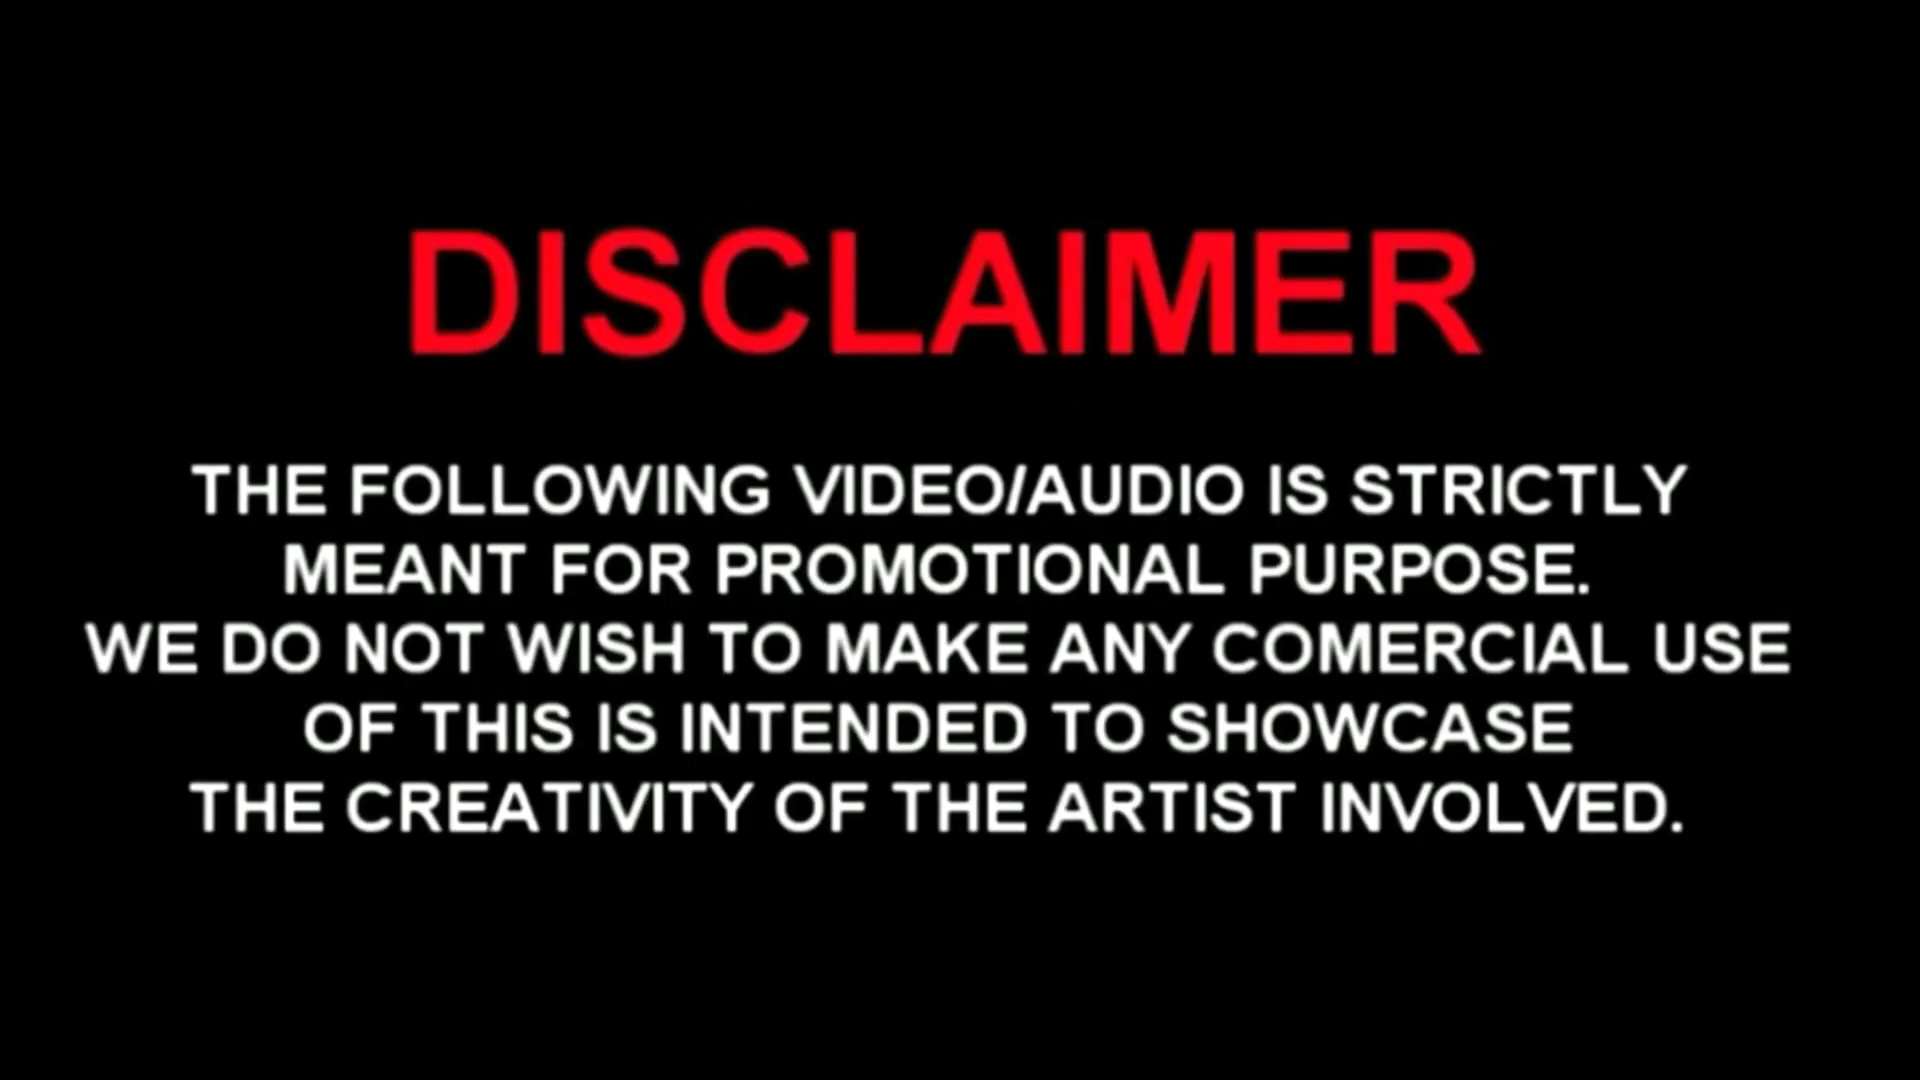 DISCLAIMER
THE FOLLOWING VIDEO/AUDIO IS STRICTLY
MEANT FOR PROMOTIONAL PURPOSE.
WE DO NOT WISH TO MAKE ANY COMERCIAL USE
OF THIS IS INTENDED TO SHOWCASE
THE CREATIVITY OF THE ARTIST INVOLVED.